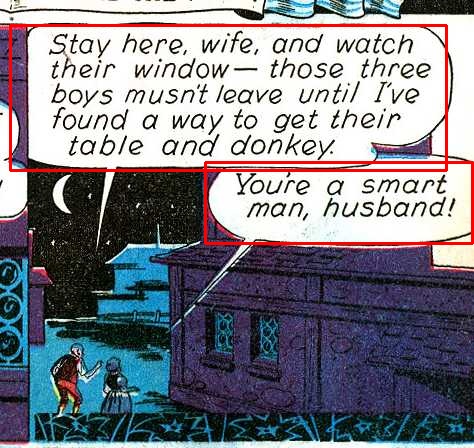 Stay here, wife, and watch
their window— those three
boys musn't leave until I've
found a way to get their
table and donkey.
You're a smart
man, husband!